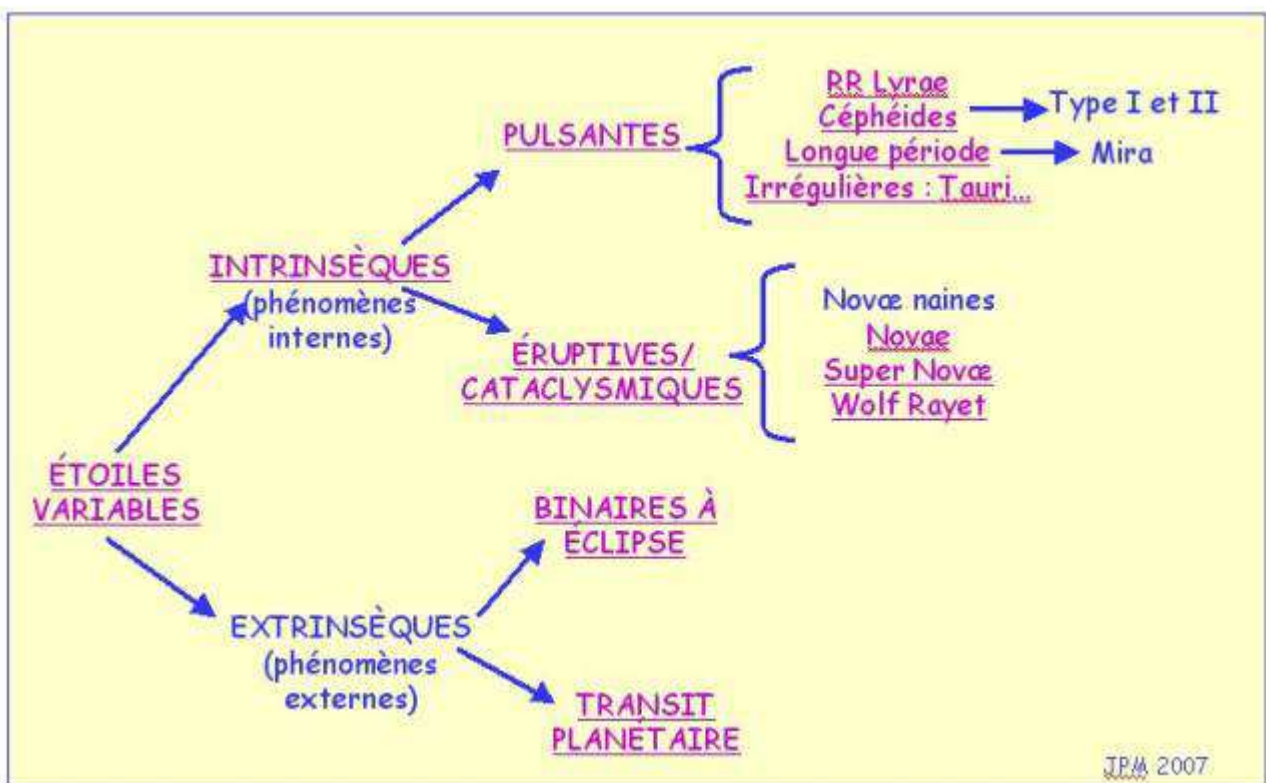 RR Lyrae
Céphéides
Type I et II
Longue période
Mira
Irrégulières : Tauri...
PULSANTES
INTRINSÈQUES
(phénomènes
internes)
Novæ naines
Novae
Super Novæ
Wolf Rayet
ÉRUPTIVES/
CATACLYSMIQUES
ÉTOILES
VARIABLES
BINAIRES À
ÉCLIPSE
EXTRINSÈQUES
(phénomènes
externes)
TRANSIT
PLANÉTAIRE
JPM 2007